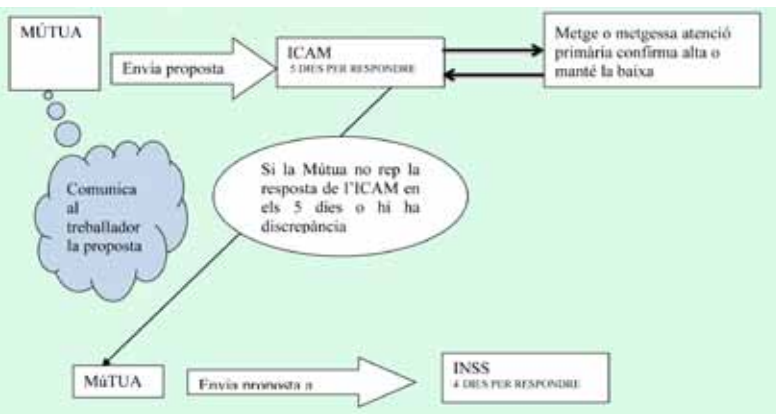 MÚTUA
Envia proposta
ICAM
5 DIES PER RESPONDRE
Metge o metgessa atenció
primària confirma alta o
manté la baixa
Comunica
al
treballador
la proposta
Si la Mútua no rep la
resposta de l'ICAM en
els 5 dies o hi ha
discrepància
MúTUA
Envia proposta a
INSS
4 DIES PER RESPONDRE